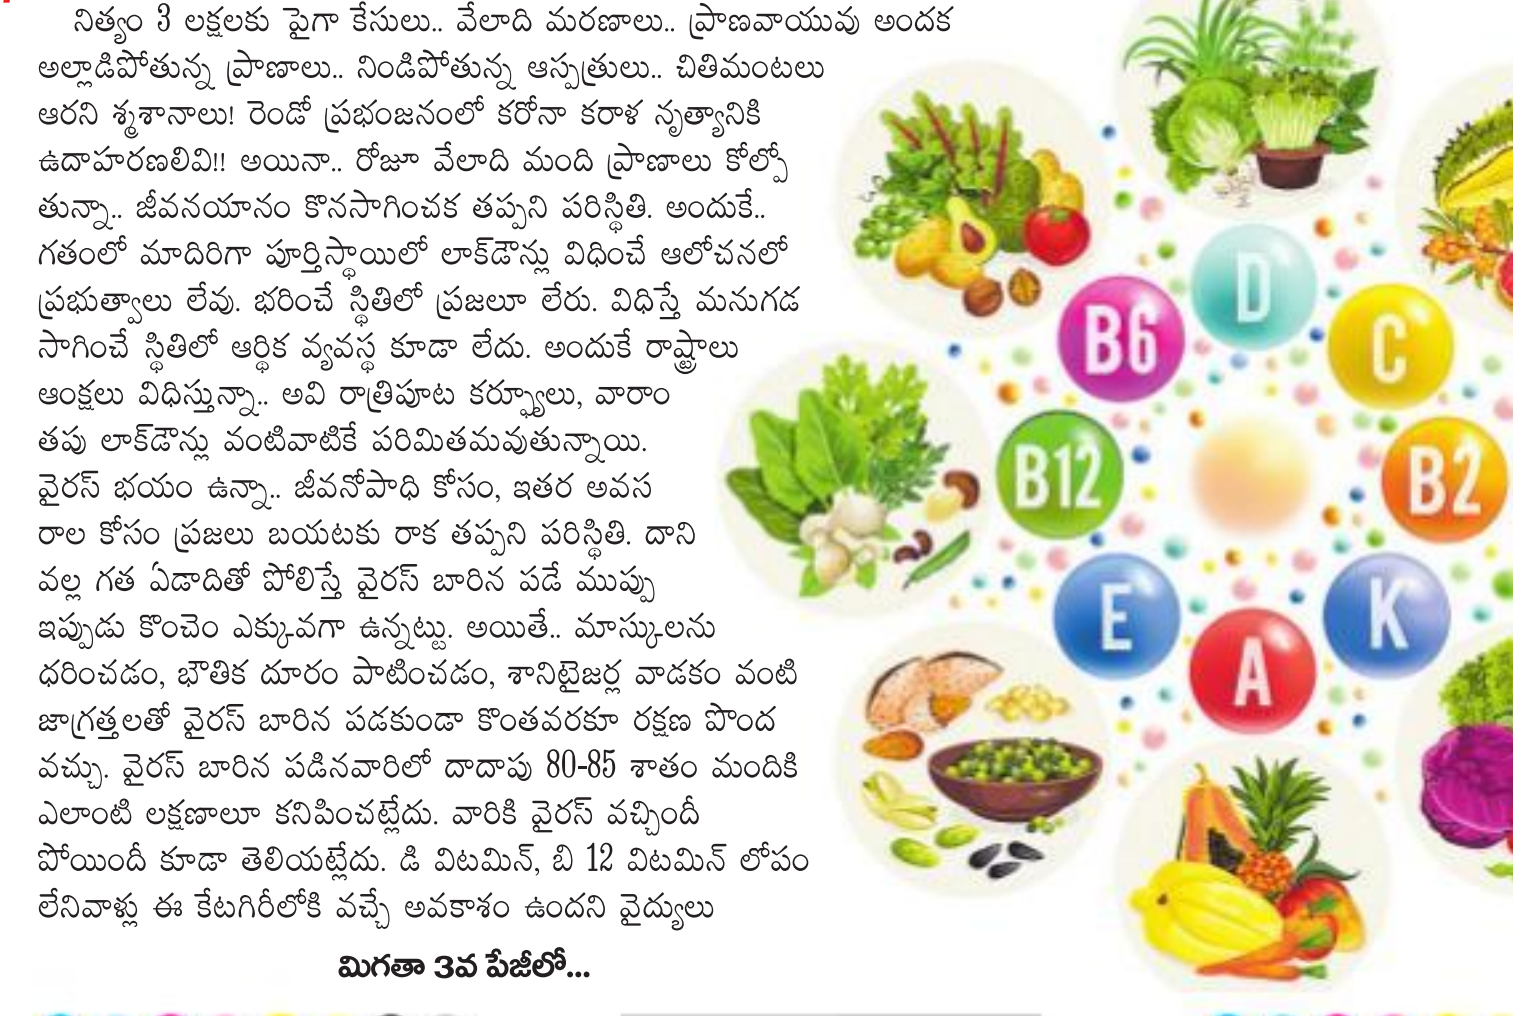 నిత్యం 3 లక్షలకు పైగా కేసులు.. వేలాది మరణాలు.. ప్రాణవాయువు అందక
అల్లాడిపోతున్న ప్రాణాలు.. నిండిపోతున్న ఆస్పత్రులు.. చితిమంటలు
ఆరని శ్మశానాలు! రెండో ప్రభంజనంలో కరోనా కరాళ నృత్యానికి
ఉదాహరణలివి!! అయినా.. రోజూ వేలాది మంది ప్రాణాలు కోల్పో
తున్నా.. జీవనయానం కొనసాగించక తప్పని పరిస్థితి. అందుకే..
గతంలో మాదిరిగా పూర్తిస్థాయిలో లాక్‌డౌన్లు విధించే ఆలోచనలో
ప్రభుత్వాలు లేవు. భరించే స్థితిలో ప్రజలూ లేరు. విధిస్తే మనుగడ
సాగించే స్థితిలో ఆర్థిక వ్యవస్థ కూడా లేదు. అందుకే రాష్ట్రాలు
ఆంక్షలు విధిస్తున్నా.. అవి రాత్రిపూట కర్ఫ్యూలు, వారాం
తపు లాక్‌డౌన్లు వంటివాటికే పరిమితమవుతున్నాయి.
వైరస్ భయం ఉన్నా.. జీవనోపాధి కోసం, ఇతర అవస
రాల కోసం ప్రజలు బయటకు రాక తప్పని పరిస్థితి. దాని
వల్ల గత ఏడాదితో పోలిస్తే వైరస్ బారిన పడే ముప్పు
ఇప్పుడు కొంచెం ఎక్కువగా ఉన్నట్టు. అయితే.. మాస్కులను
ధరించడం, భౌతిక దూరం పాటించడం, శానిటైజర్ల వాడకం వంటి
జాగ్రత్తలతో వైరస్ బారిన పడకుండా కొంతవరకూ రక్షణ పొంద
వచ్చు. వైరస్ బారిన పడినవారిలో దాదాపు 80-85 శాతం మందికి
ఎలాంటి లక్షణాలూ కనిపించట్లేదు. వారికి వైరస్ వచ్చిందీ
పోయిందీ కూడా తెలియట్లేదు. డి విటమిన్, బి 12 విటమిన్ లోపం
లేనివాళ్లు ఈ కేటగిరీలోకి వచ్చే అవకాశం ఉందని వైద్యులు
మిగతా 3వ పేజీలో...
D
B6
C
B12
B2
E
K
A